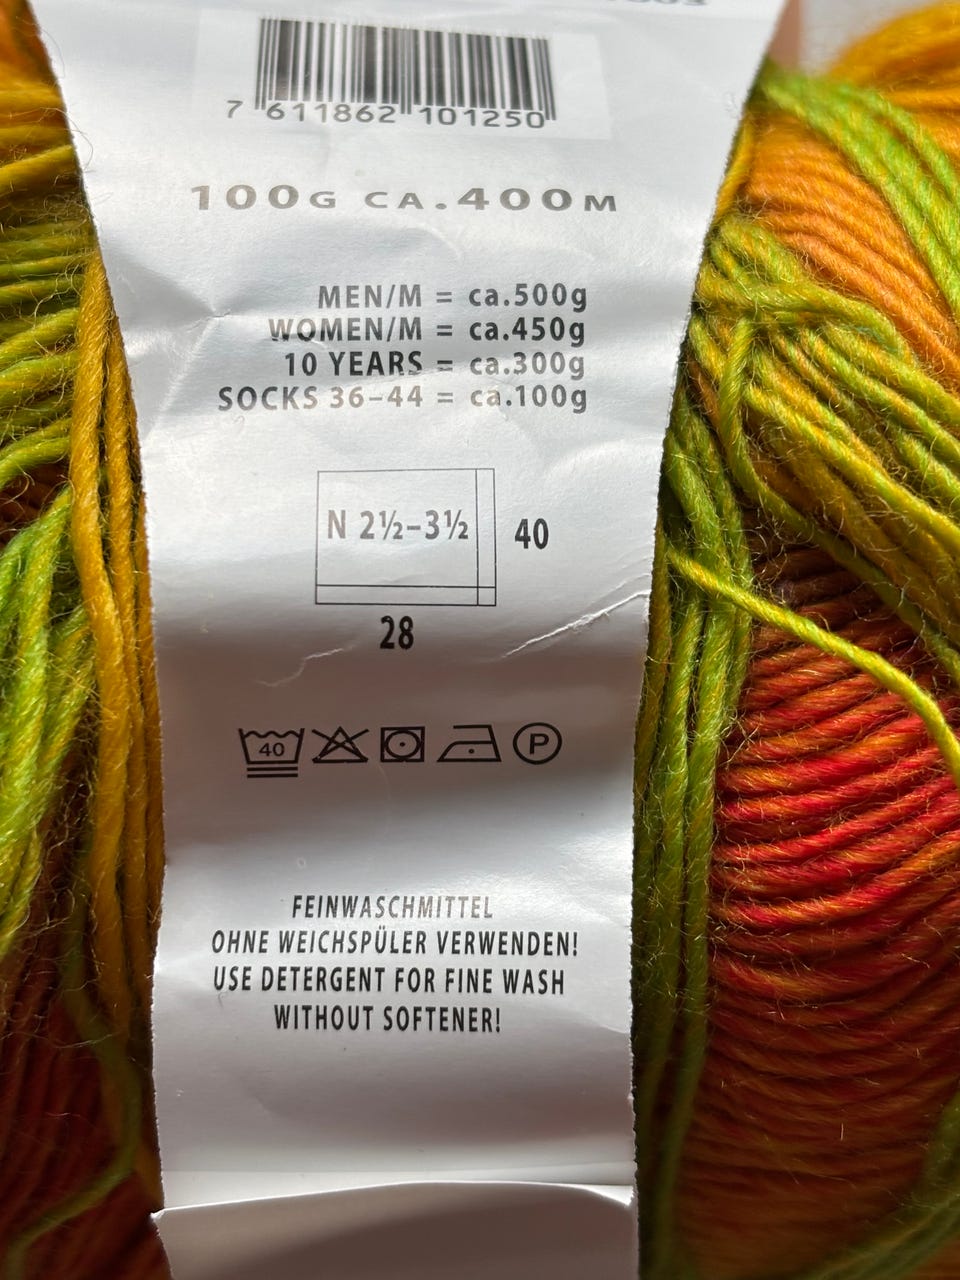 7 611862 101250
100G CA.400M
MEN/M = ca.500g
WOMEN/M = ca.450g
10 YEARS = ca.300g
SOCKS 36-44 = ca.100g
N 2½-3½ 40
28
40 P
FEINWASCHMITTEL
OHNE WEICHSPÜLER VERWENDEN!
USE DETERGENT FOR FINE WASH
WITHOUT SOFTENER!